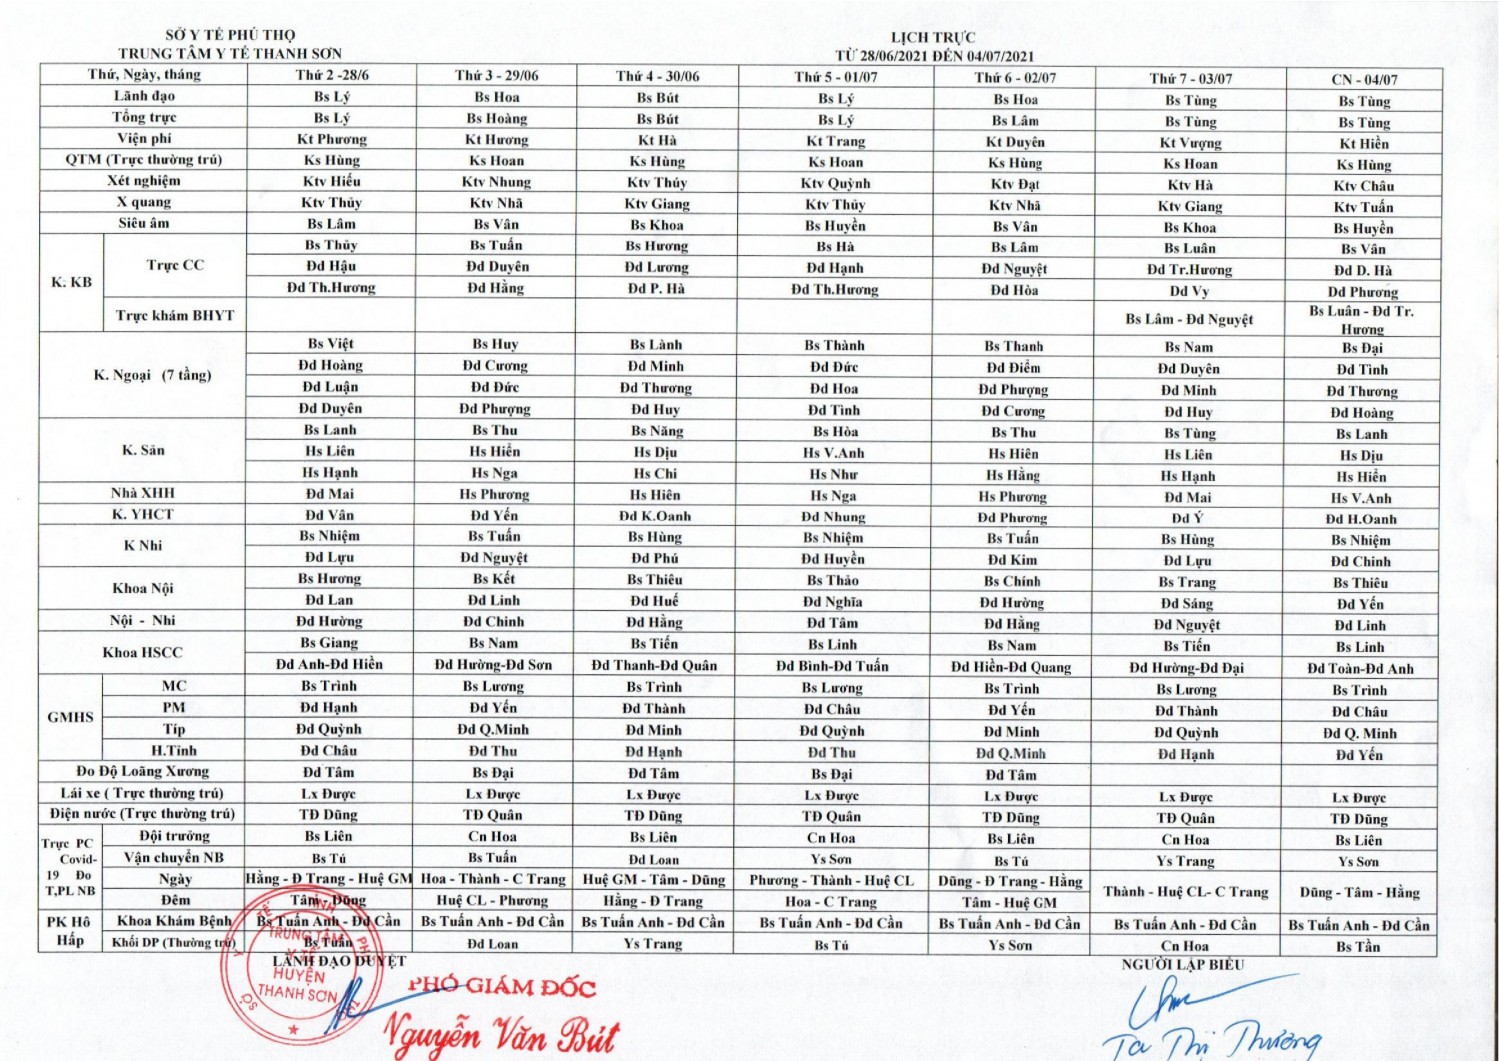 SỞ Y TẾ PHÚ THỌ
TRUNG TÂM Y TẾ THANH SƠN
LỊCH TRỰC
TỪ 28/06/2021 ĐẾN 04/07/2021
Thứ, Ngày, tháng Thứ 2 -28/6 Thứ 3 - 29/06 Thứ 4 - 30/06 Thứ 5 - 01/07 Thứ 6 - 02/07 Thứ 7 - 03/07 CN - 04/07
Lãnh đạo Bs Lý Bs Hoa Bs Bút Bs Lý Bs Hoa Bs Tùng Bs Tùng
Tổng trực Bs Lý Bs Hoàng Bs Bút Bs Lý Bs Lâm Bs Tùng Bs Tùng
Viện phí Kt Phương Kt Hương Kt Hà Kt Trang Kt Duyên Kt Vượng Kt Hiền
QTM (Trực thường trú) Ks Hùng Ks Hoan Ks Hùng Ks Hoan Ks Hùng Ks Hoan Ks Hùng
Xét nghiệm Ktv Hiếu Ktv Nhung Ktv Thúy Ktv Quỳnh Ktv Đạt Ktv Hà Ktv Châu
X quang Ktv Thủy Ktv Nhã Ktv Giang Ktv Thủy Ktv Nhã Ktv Giang Ktv Tuấn
Siêu âm Bs Lâm Bs Vân Bs Khoa Bs Huyền Bs Vân Bs Khoa Bs Huyền
K. KB Trực CC Bs Thủy Bs Tuấn Bs Hương Bs Hà Bs Lâm Bs Luân Bs Vân
Đd Hậu Đd Duyên Đd Lương Đd Hạnh Đd Nguyệt Đd Tr.Hương Đd D. Hà
Đd Th.Hương Đd Hằng Đd P. Hà Đd Th.Hương Đd Hòa Dd Vy Dd Phương
Trực khám BHYT Bs Lâm - Đd Nguyệt Bs Luân - Đd Tr. Hương
K. Ngoại (7 tầng) Bs Việt Bs Huy Bs Lành Bs Thành Bs Thanh Bs Nam Bs Đại
Đd Hoàng Đd Cương Đd Minh Đd Đức Đd Điểm Đd Duyên Đd Tình
Đd Luận Đd Đức Đd Thương Đd Hoa Đd Phượng Đd Minh Đd Thương
Đd Duyên Đd Phượng Đd Huy Đd Tình Đd Cương Đd Huy Đd Hoàng
K. Sản Bs Lanh Bs Thu Bs Năng Bs Hòa Bs Thu Bs Tùng Bs Lanh
Hs Liên Hs Hiển Hs Dịu Hs V.Anh Hs Hiên Hs Liên Hs Dịu
Hs Hạnh Hs Nga Hs Chi Hs Như Hs Hằng Hs Hạnh Hs Hiển
Nhà XHH Đd Mai Hs Phương Hs Hiên Hs Nga Hs Phương Đd Mai Hs V.Anh
K. YHCT Đd Vân Đd Yến Đd K.Oanh Đd Nhung Đd Phương Đd Ý Đd H.Oanh
K Nhi Bs Nhiệm Bs Tuấn Bs Hùng Bs Nhiệm Bs Tuấn Bs Hùng Bs Nhiệm
Đd Lựu Đd Nguyệt Đd Phú Đd Huyền Đd Kim Đd Lựu Đd Chinh
Khoa Nội Bs Hương Bs Kết Bs Thiêu Bs Thảo Bs Chính Bs Trang Bs Thiêu
Đd Lan Đd Linh Đd Huế Đd Nghĩa Đd Hường Đd Sáng Đd Yến
Nội - Nhi Đd Hường Đd Chinh Đd Hằng Đd Tâm Đd Hằng Đd Nguyệt Đd Linh
Khoa HSCC Bs Giang Bs Nam Bs Tiến Bs Linh Bs Nam Bs Tiến Bs Linh
Đd Anh-Đd Hiền Đd Hường-Đd Sơn Đd Thanh-Đd Quân Đd Bình-Đd Tuấn Đd Hiền-Đd Quang Đd Hường-Đd Đại Đd Toàn-Đd Anh
GMHS MC Bs Trình Bs Lương Bs Trình Bs Lương Bs Trình Bs Lương Bs Trình
PM Đd Hạnh Đd Yến Đd Thành Đd Châu Đd Yến Đd Thành Đd Châu
Típ Đd Quỳnh Đd Q.Minh Đd Minh Đd Quỳnh Đd Minh Đd Quỳnh Đd Q. Minh
H.Tỉnh Đd Châu Đd Thu Đd Hạnh Đd Thu Đd Q.Minh Đd Hạnh Đd Yến
Đo Độ Loãng Xương Đd Tâm Bs Đại Đd Tâm Bs Đại Đd Tâm
Lái xe ( Trực thường trú) Lx Được Lx Được Lx Được Lx Được Lx Được Lx Được Lx Được
Điện nước (Trực thường trú) TĐ Dũng TĐ Quân TĐ Dũng TĐ Quân TĐ Dũng TĐ Quân TĐ Dũng
Trực PC Covid-19 Đo T,PL NB Đội trưởng Bs Liên Cn Hoa Bs Liên Cn Hoa Bs Liên Cn Hoa Bs Liên
Vận chuyển NB Bs Tú Bs Tuấn Dd Loan Ys Sơn Bs Tú Ys Trang Ys Sơn
Ngày Hằng - Đ Trang - Huệ GM Hoa - Thành - C Trang Huệ GM - Tâm - Dũng Phương - Thành - Huệ CL Dũng - Đ Trang - Hằng Thành - Huệ CL- C Trang Dũng - Tâm - Hằng
Đêm Tâm - Dũng Huệ CL - Phương Hằng - Đ Trang Hoa - C Trang Tâm - Huệ GM
PK Hô Hấp Khoa Khám Bệnh Bs Tuấn Anh - Đd Cần Bs Tuấn Anh - Đd Cần Bs Tuấn Anh - Đd Cần Bs Tuấn Anh - Đd Cần Bs Tuấn Anh - Đd Cần Bs Tuấn Anh - Đd Cần Bs Tuấn Anh - Đd Cần
Khối DP (Thường trú) Bs Tuấn Đd Loan Ys Trang Bs Tú Ys Sơn Cn Hoa Bs Tần
LÃNH ĐẠO DUYỆT
NGƯỜI LẬP BIỂU
TRUNG TÂM
Y TẾ
HUYỆN
THANH SƠN
PHÓ GIÁM ĐỐC
Nguyễn Văn Bút
Tạ Thị Thương